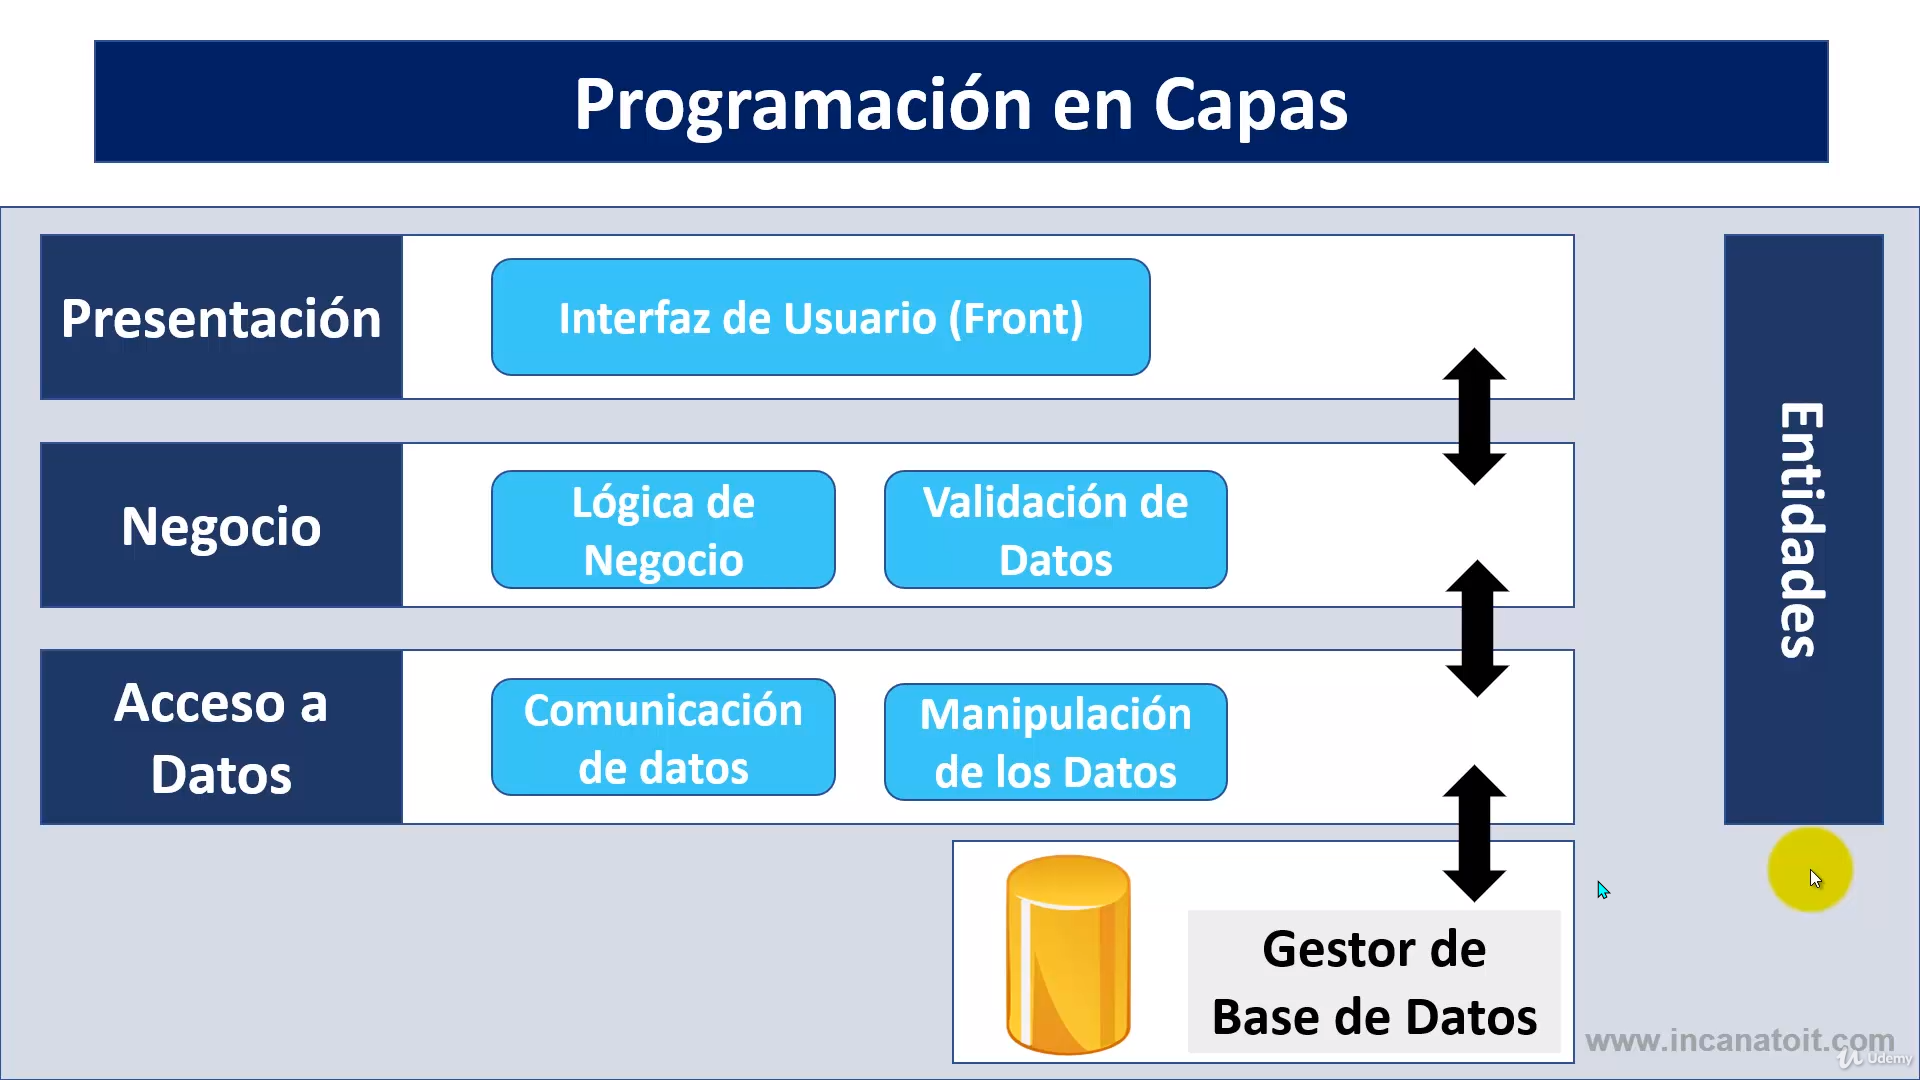 Programación en Capas
Presentación
Interfaz de Usuario (Front)
Negocio
Lógica de
Negocio
Validación de
Datos
Acceso a
Datos
Comunicación
de datos
Manipulación
de los Datos
Entidades
Gestor de
Base de Datos
www.incanatoit.com
Udemy